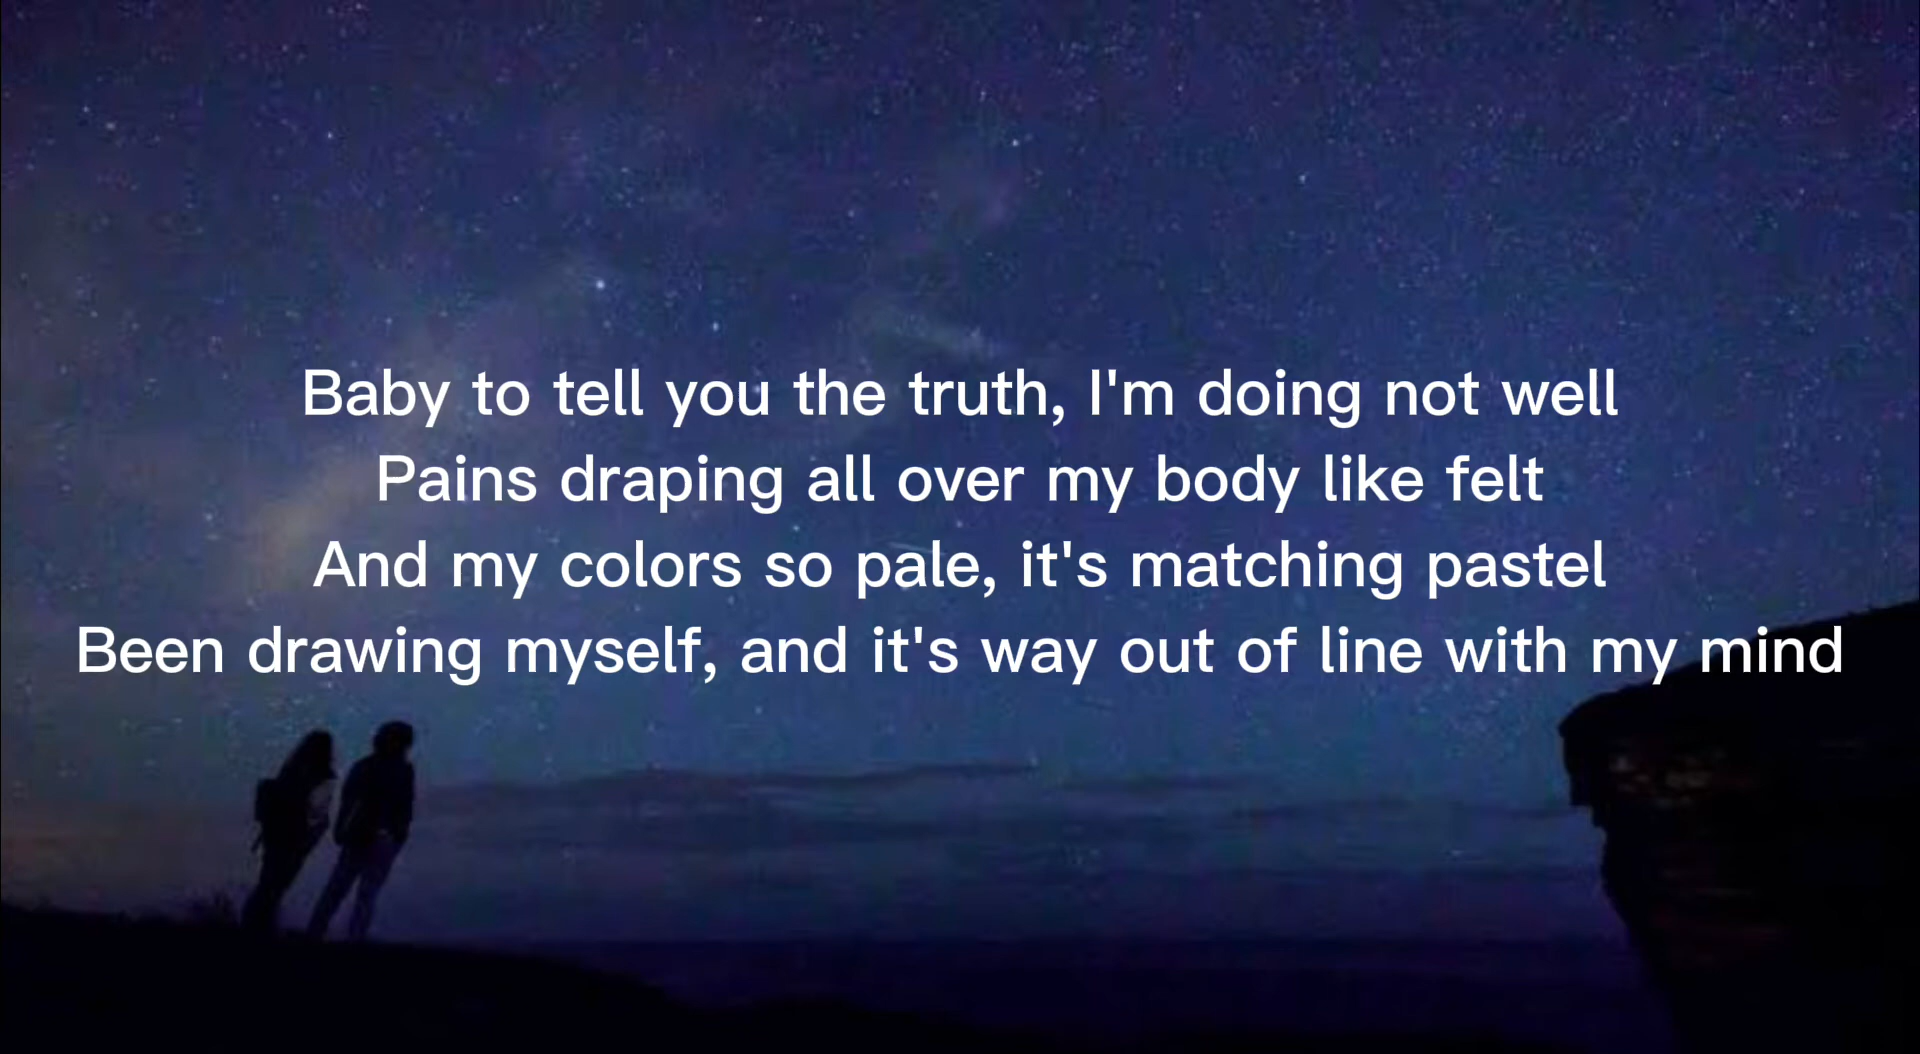 Baby to tell you the truth, I'm doing not well
Pains draping all over my body like felt
And my colors so pale, it's matching pastel
Been drawing myself, and it's way out of line with my mind